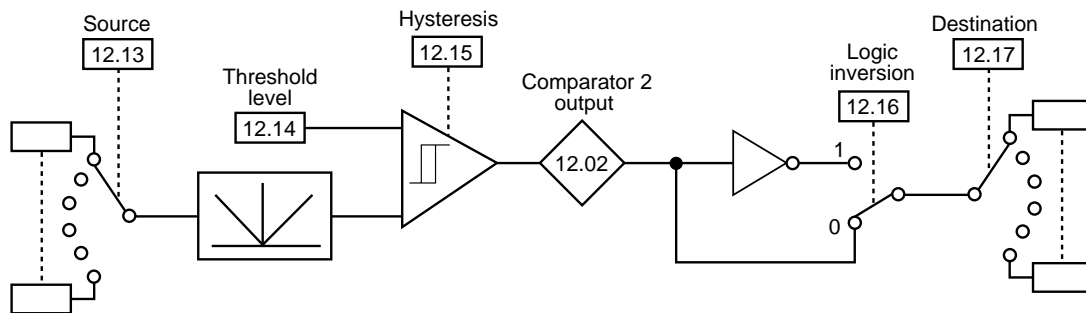 Source
12.13
Threshold
level
12.14
Hysteresis
12.15
Comparator 2
output
12.02
Logic
inversion
12.16
1
0
Destination
12.17